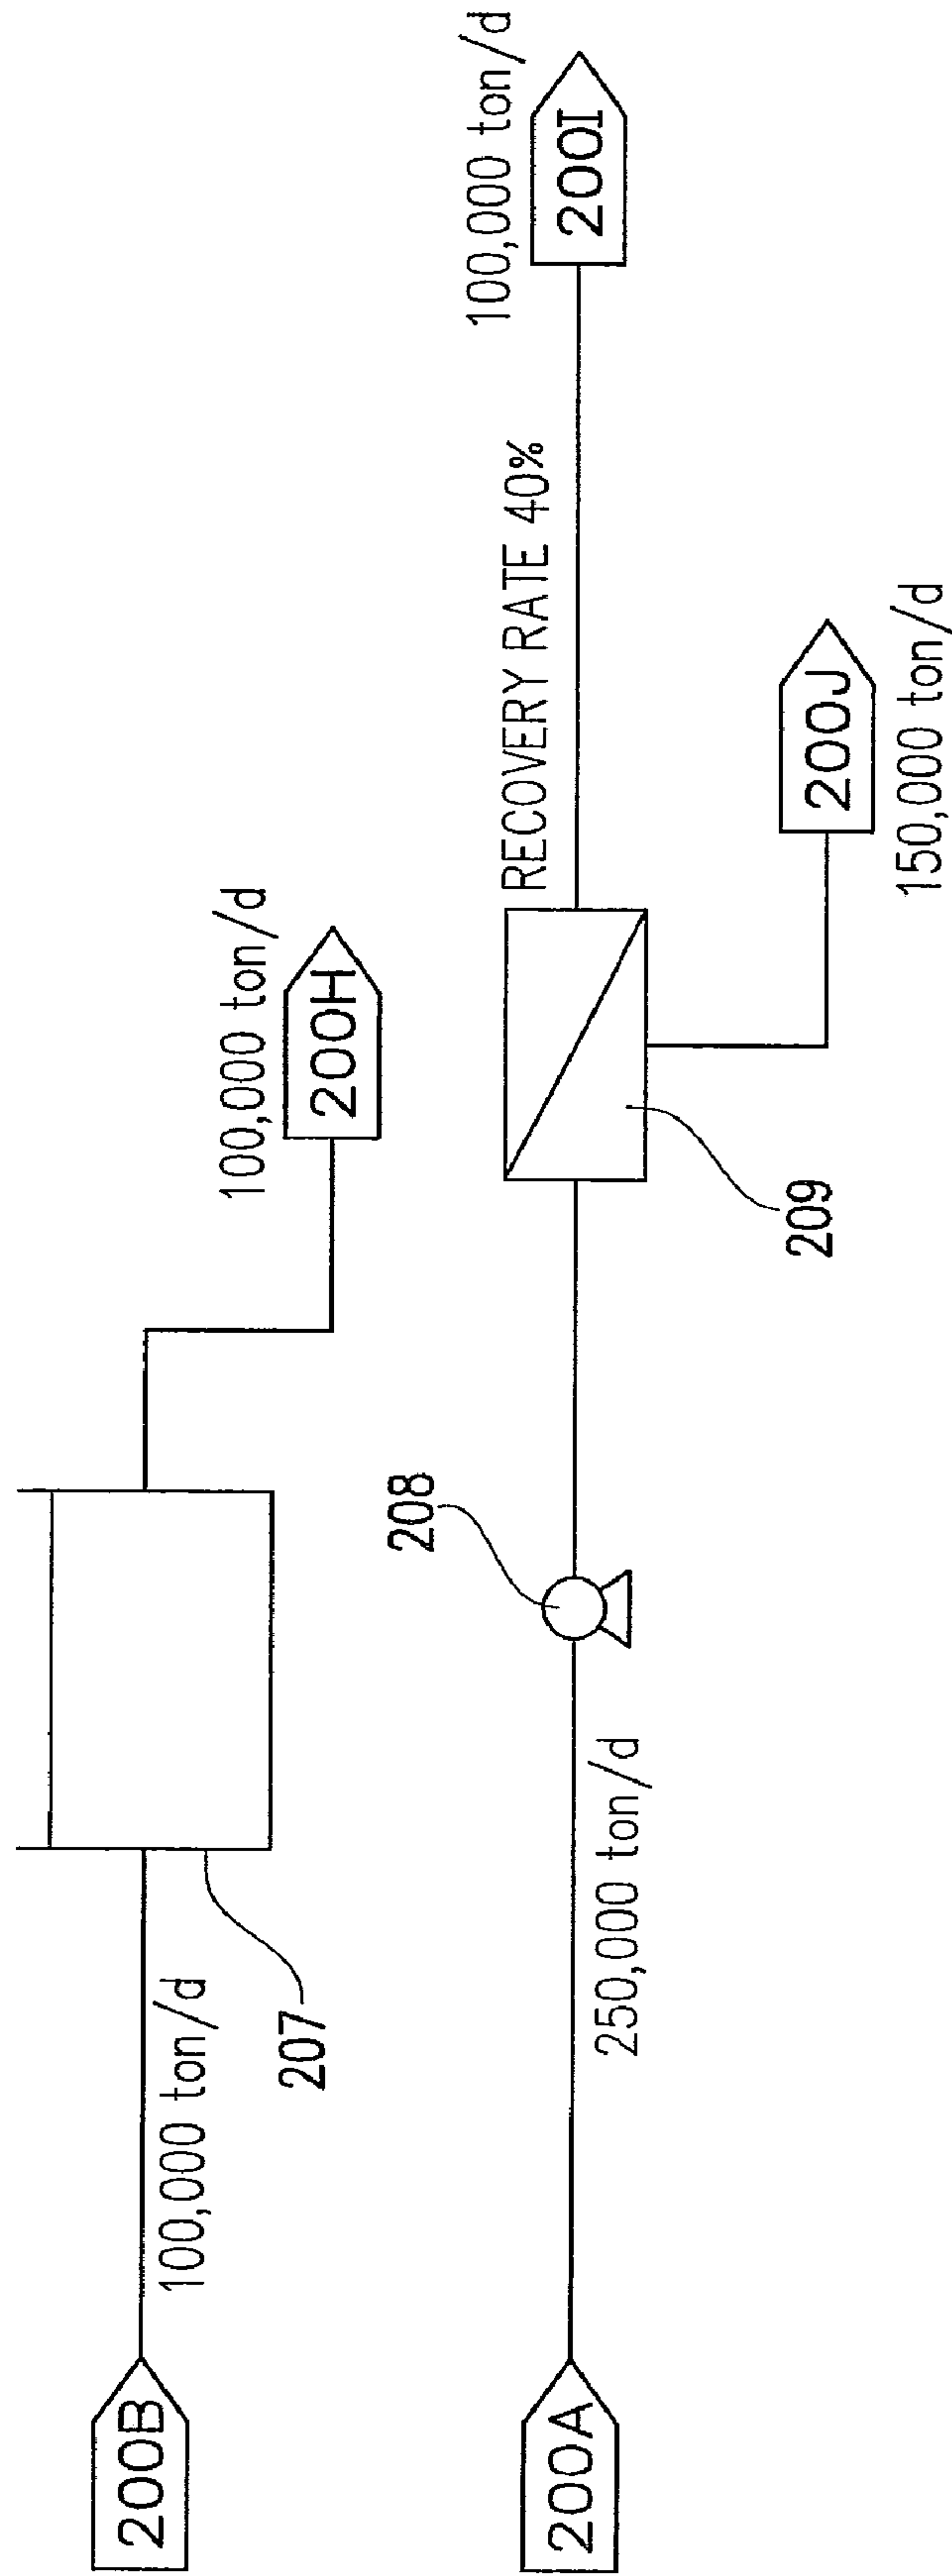 200B
100,000 ton/d
207
100,000 ton/d
200H
200A
250,000 ton/d
208
209
RECOVERY RATE 40%
100,000 ton/d
200I
200J
150,000 ton/d